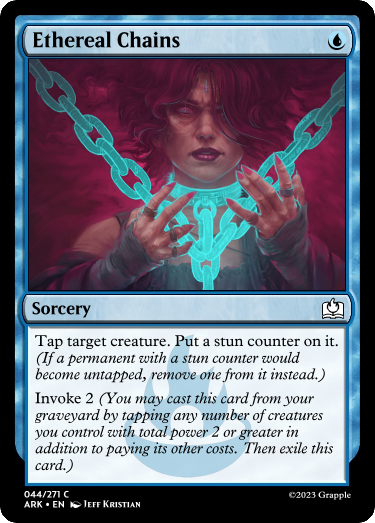 Ethereal Chains
Sorcery
Tap target creature. Put a stun counter on it.
(If a permanent with a stun counter would
become untapped, remove one from it instead.)
Invoke 2 (You may cast this card from your
graveyard by tapping any number of creatures
you control with total power 2 or greater in
addition to paying its other costs. Then exile this
card.)
044/271 C
ARK • EN Jeff Kristian
©2023 Grapple